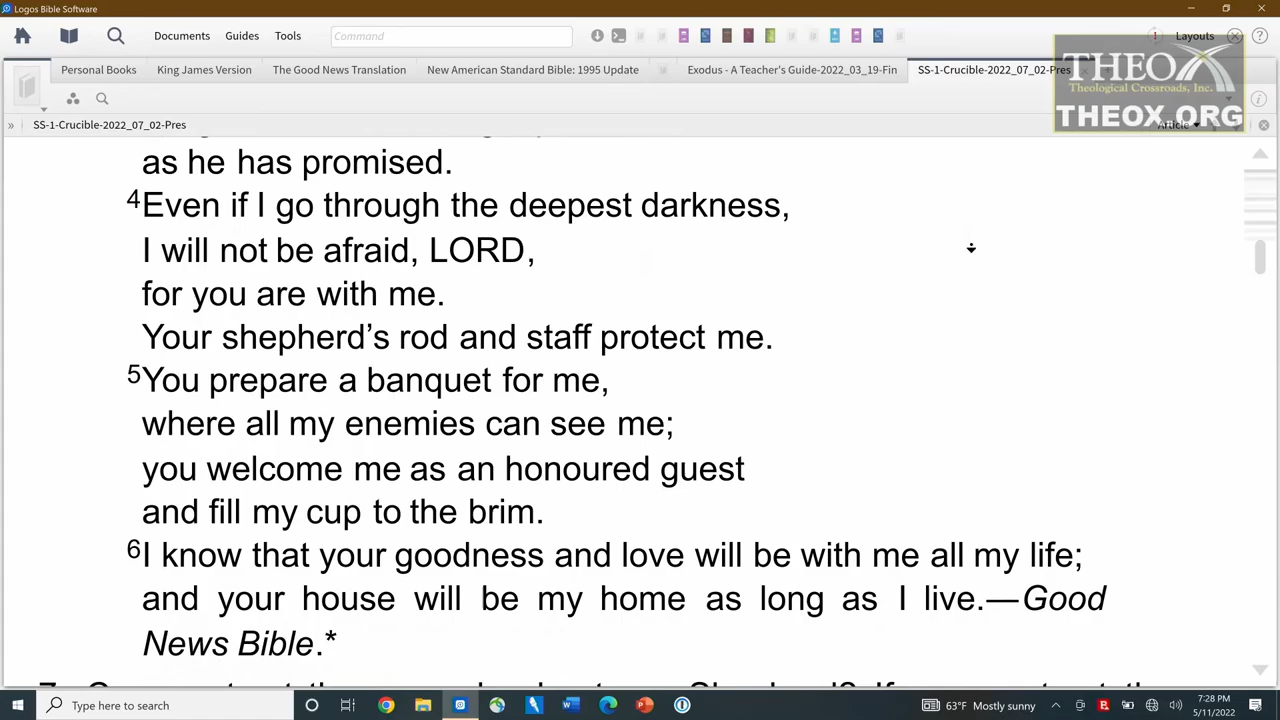 Logos Bible Software
Documents Guides Tools Command Layouts
Personal Books King James Version The Good News Translation New American Standard Bible: 1995 Update Exodus - A Teacher's Guide-2022_03_19-Fin SS-1-Crucible-2022_07_02-Pres
THEOX
Theological Crossroads, Inc.
THEOX.ORG
SS-1-Crucible-2022_07_02-Pres Article
as he has promised.
4Even if I go through the deepest darkness,
I will not be afraid, LORD,
for you are with me.
Your shepherd’s rod and staff protect me.
5You prepare a banquet for me,
where all my enemies can see me;
you welcome me as an honoured guest
and fill my cup to the brim.
6I know that your goodness and love will be with me all my life;
and your house will be my home as long as I live.—Good
News Bible.*
Type here to search 63°F Mostly sunny 7:28 PM
5/11/2022